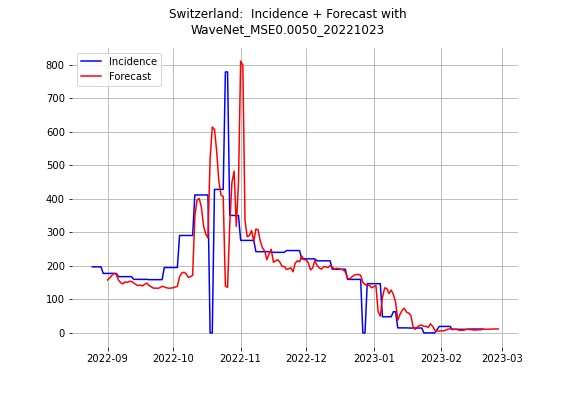 Switzerland:  Incidence + Forecast with
WaveNet_MSE0.0050_20221023
Incidence
Forecast
800
700
600
500
400
300
200
100
0
2022-09 2022-10 2022-11 2022-12 2023-01 2023-02 2023-03